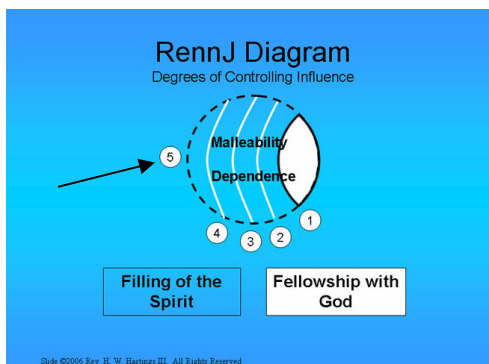 RennJ Diagram
Degrees of Controlling Influence
Malleability
5
Dependence
1
4
3
2
Filling of the
Spirit
Fellowship with
God
Slide ©2006 Rev. H. W. Hastings III. All Rights Reserved